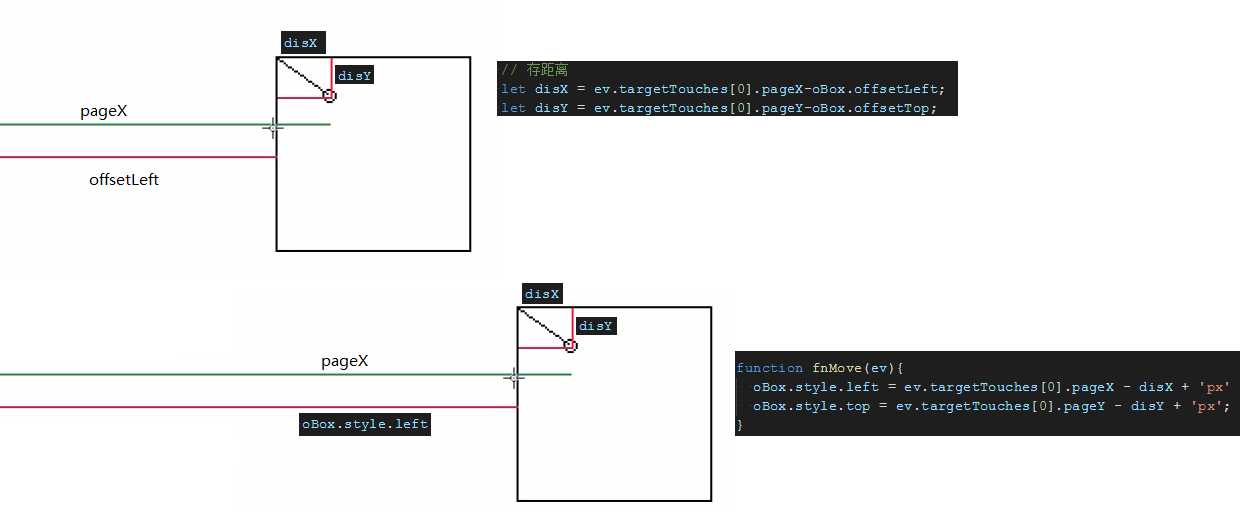 disX
disY
pageX
offsetLeft
// 存距离
let disX = ev.targetTouches[0].pageX-oBox.offsetLeft;
let disY = ev.targetTouches[0].pageY-oBox.offsetTop;
disX
disY
pageX
oBox.style.left
function fnMove(ev){
oBox.style.left = ev.targetTouches[0].pageX - disX + 'px'
oBox.style.top = ev.targetTouches[0].pageY - disY + 'px';
}